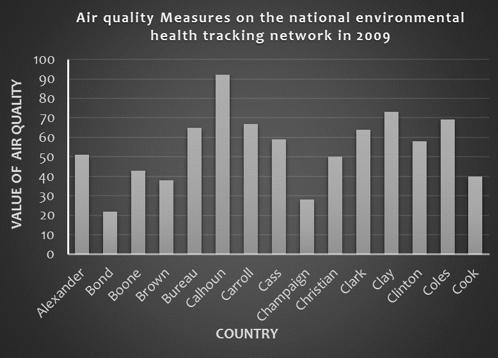 Air quality Measures on the national environmental
health tracking network in 2009
VALUE OF AIR QUALITY
100
90
80
70
60
50
40
30
20
10
0
Alexander
Bond
Boone
Brown
Bureau
Calhoun
Carroll
Cass
Champaign
Christian
Clark
Clay
Clinton
Coles
Cook
COUNTRY